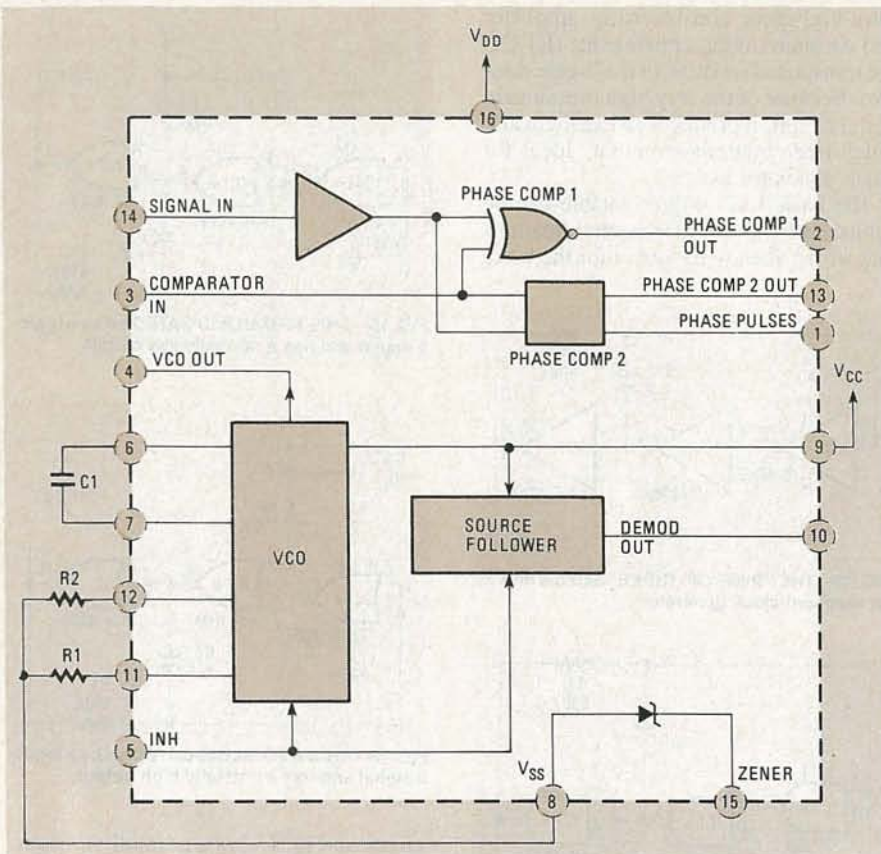 VDD
16
14 SIGNAL IN
PHASE COMP 1
PHASE COMP 1 OUT 2
3 COMPARATOR IN
PHASE COMP 2 OUT 13
PHASE PULSES 1
PHASE COMP 2
4 VCO OUT
VCC
6
9
C1
7
VCO
SOURCE FOLLOWER
DEMOD OUT 10
R2 12
R1 11
5 INH
VSS
8
ZENER
15